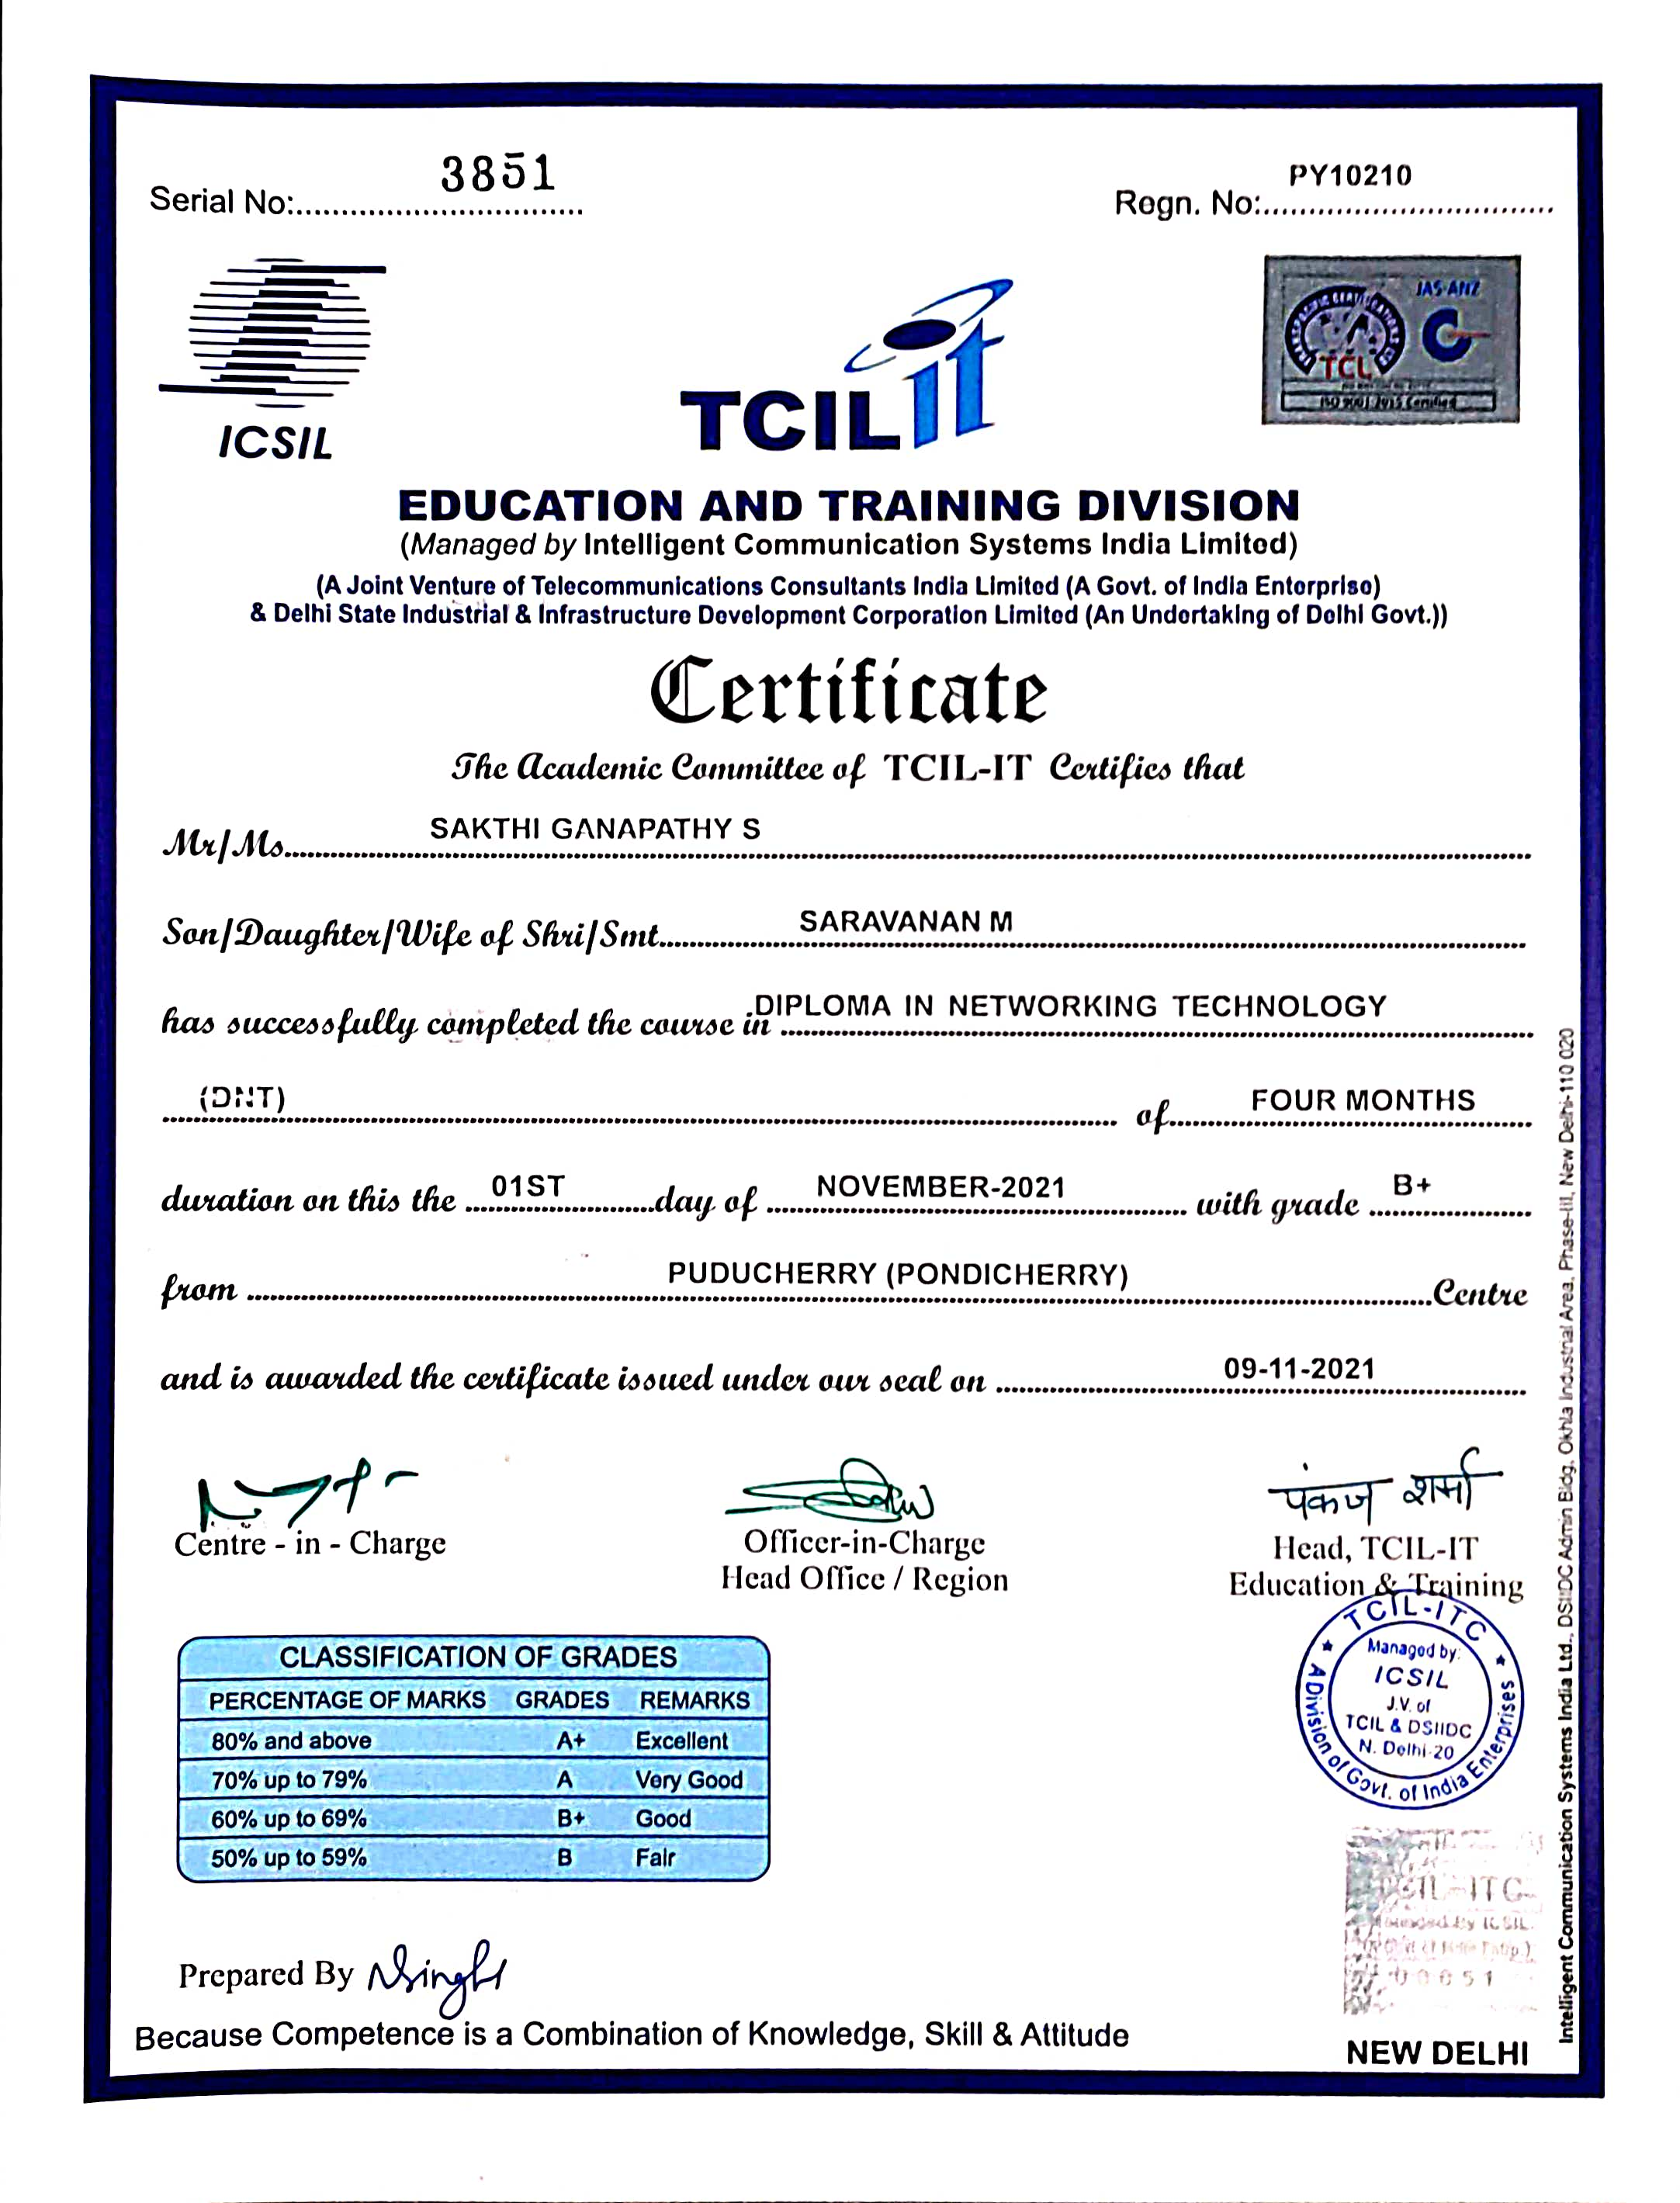 3851
Serial No:
PY10210
Regn. No:
ICSIL
TCIL it
JAS-ANZ
TCL
ISO 9001:2015 Certified
EDUCATION AND TRAINING DIVISION
(Managed by Intelligent Communication Systems India Limited)
(A Joint Venture of Telecommunications Consultants India Limited (A Govt. of India Enterprise)
& Delhi State Industrial & Infrastructure Development Corporation Limited (An Undertaking of Delhi Govt.))
Certificate
The Academic Committee of TCIL-IT Certifies that
Mr/Ms. SAKTHI GANAPATHY S
Son/Daughter/Wife of Shri/Smt. SARAVANAN M
has successfully completed the course in DIPLOMA IN NETWORKING TECHNOLOGY
(DNT) of FOUR MONTHS
duration on this the 01ST day of NOVEMBER-2021 with grade B+
from PUDUCHERRY (PONDICHERRY) Centre
and is awarded the certificate issued under our seal on 09-11-2021
Centre - in - Charge
Officer-in-Charge
Head Office / Region
पंकज शर्मा
Head, TCIL-IT
Education & Training
TCIL-ITC
Managed by:
ICSIL
J.V. of
TCIL & DSIIDC
N. Delhi-20
A Division of Govt. of India Enterprises
CLASSIFICATION OF GRADES
PERCENTAGE OF MARKS GRADES REMARKS
80% and above A+ Excellent
70% up to 79% A Very Good
60% up to 69% B+ Good
50% up to 59% B Fair
Prepared By NSingh
Because Competence is a Combination of Knowledge, Skill & Attitude
NEW DELHI
Intelligent Communication Systems India Ltd., DSIIDC Admin Bldg, Okhla Industrial Area, Phase-III, New Delhi-110 020